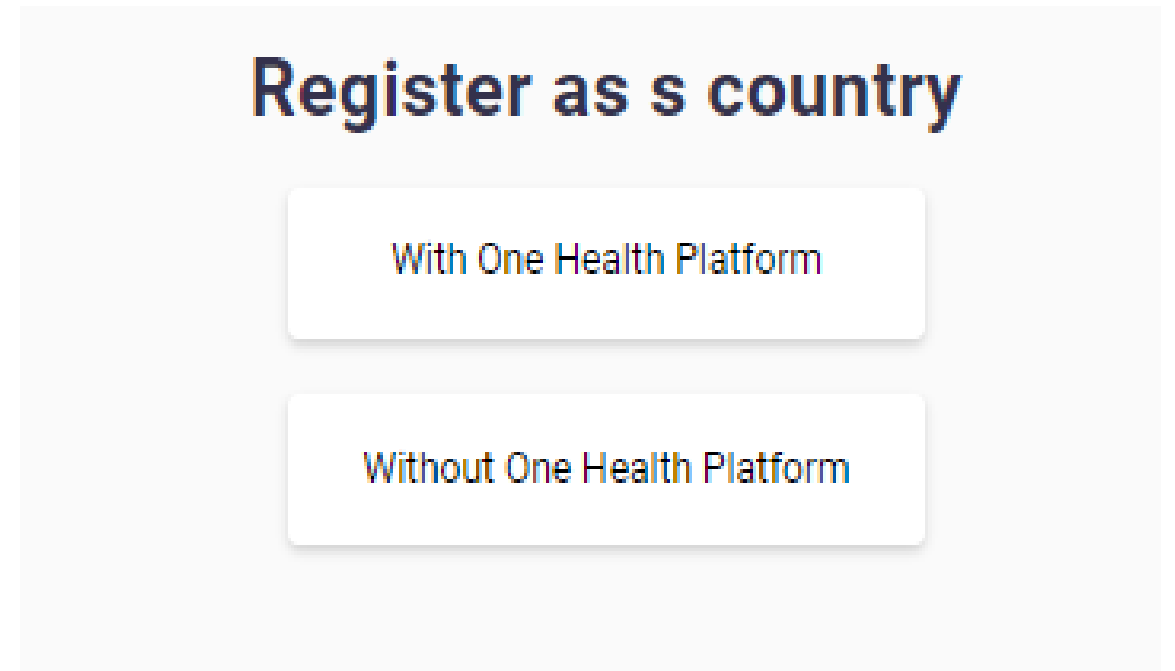 Register as s country
With One Health Platform
Without One Health Platform